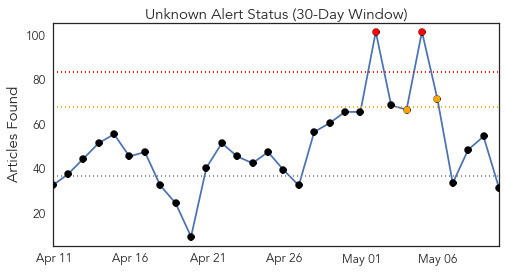 Unknown Alert Status (30-Day Window)
Articles Found
100
80
60
40
20
Apr 11 Apr 16 Apr 21 Apr 26 May 01 May 06